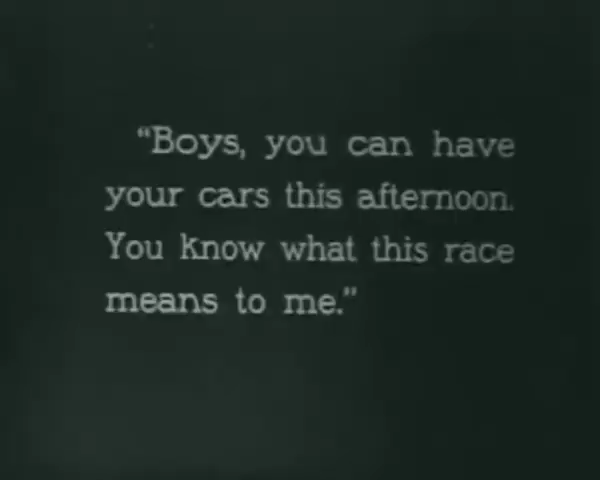 “Boys, you can have
your cars this afternoon.
You know what this race
means to me.”